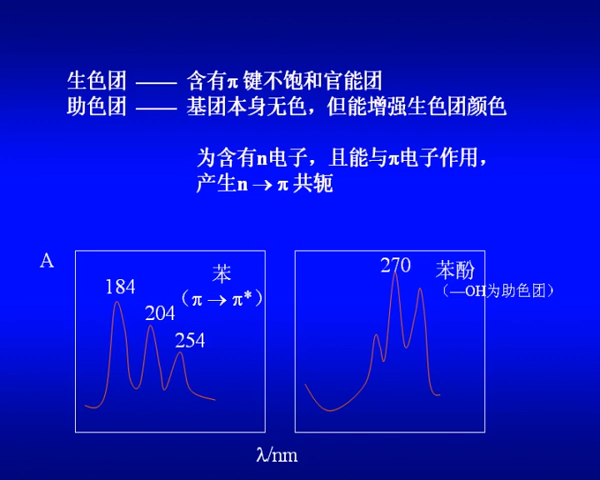 生色团 —— 含有π 键不饱和官能团
助色团 —— 基团本身无色，但能增强生色团颜色
为含有n电子，且能与π电子作用，
产生n → π 共轭
A
184
204
254
苯
（π → π*）
270
苯酚
（—OH为助色团）
λ/nm